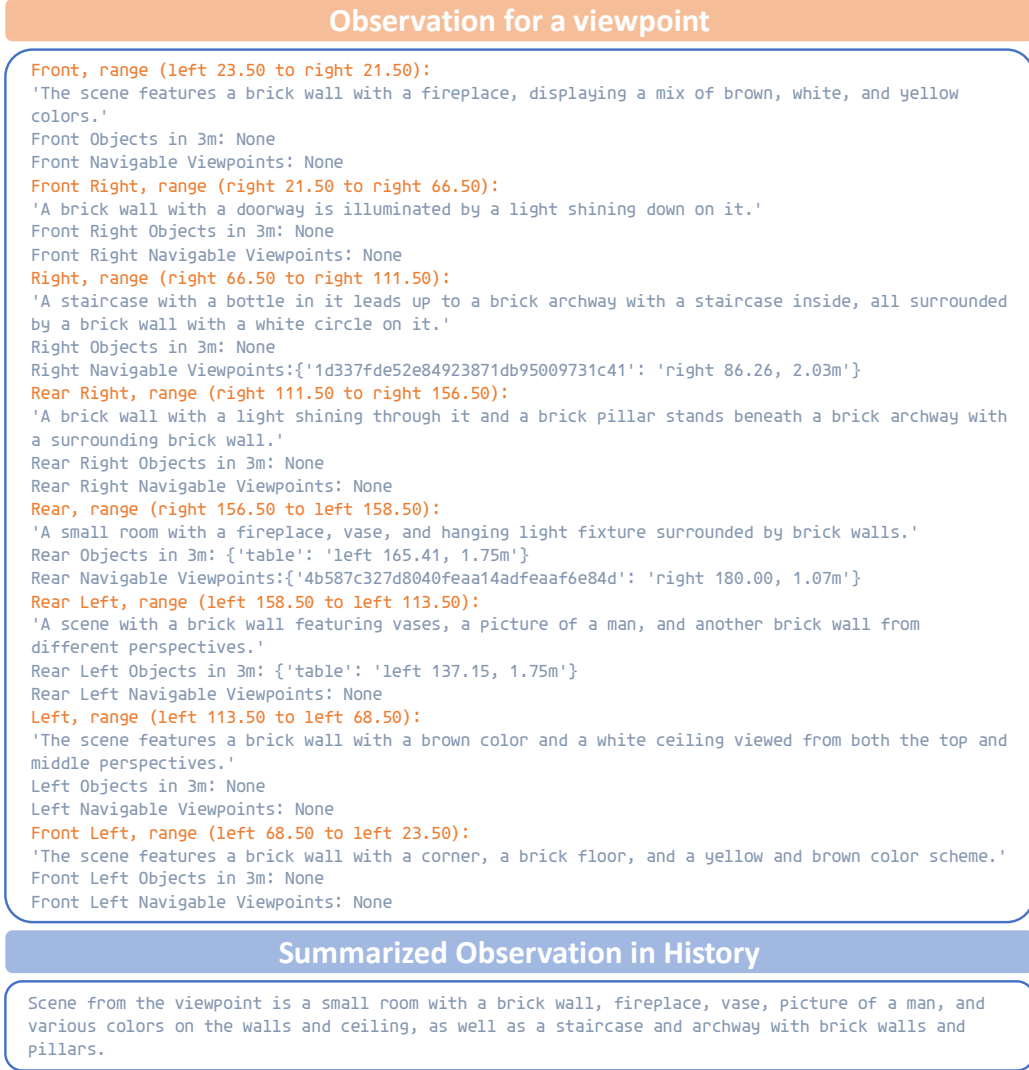 Observation for a viewpoint
Front, range (left 23.50 to right 21.50):
'The scene features a brick wall with a fireplace, displaying a mix of brown, white, and yellow
colors.'
Front Objects in 3m: None
Front Navigable Viewpoints: None
Front Right, range (right 21.50 to right 66.50):
'A brick wall with a doorway is illuminated by a light shining down on it.'
Front Right Objects in 3m: None
Front Right Navigable Viewpoints: None
Right, range (right 66.50 to right 111.50):
'A staircase with a bottle in it leads up to a brick archway with a staircase inside, all surrounded
by a brick wall with a white circle on it.'
Right Objects in 3m: None
Right Navigable Viewpoints:{'1d337fde52e84923871db95009731c41': 'right 86.26, 2.03m'}
Rear Right, range (right 111.50 to right 156.50):
'A brick wall with a light shining through it and a brick pillar stands beneath a brick archway with
a surrounding brick wall.'
Rear Right Objects in 3m: None
Rear Right Navigable Viewpoints: None
Rear, range (right 156.50 to left 158.50):
'A small room with a fireplace, vase, and hanging light fixture surrounded by brick walls.'
Rear Objects in 3m: {'table': 'left 165.41, 1.75m'}
Rear Navigable Viewpoints:{'4b587c327d8040feaa14adfeaaf6e84d': 'right 180.00, 1.07m'}
Rear Left, range (left 158.50 to left 113.50):
'A scene with a brick wall featuring vases, a picture of a man, and another brick wall from
different perspectives.'
Rear Left Objects in 3m: {'table': 'left 137.15, 1.75m'}
Rear Left Navigable Viewpoints: None
Left, range (left 113.50 to left 68.50):
'The scene features a brick wall with a brown color and a white ceiling viewed from both the top and
middle perspectives.'
Left Objects in 3m: None
Left Navigable Viewpoints: None
Front Left, range (left 68.50 to left 23.50):
'The scene features a brick wall with a corner, a brick floor, and a yellow and brown color scheme.'
Front Left Objects in 3m: None
Front Left Navigable Viewpoints: None
Summarized Observation in History
Scene from the viewpoint is a small room with a brick wall, fireplace, vase, picture of a man, and
various colors on the walls and ceiling, as well as a staircase and archway with brick walls and
pillars.